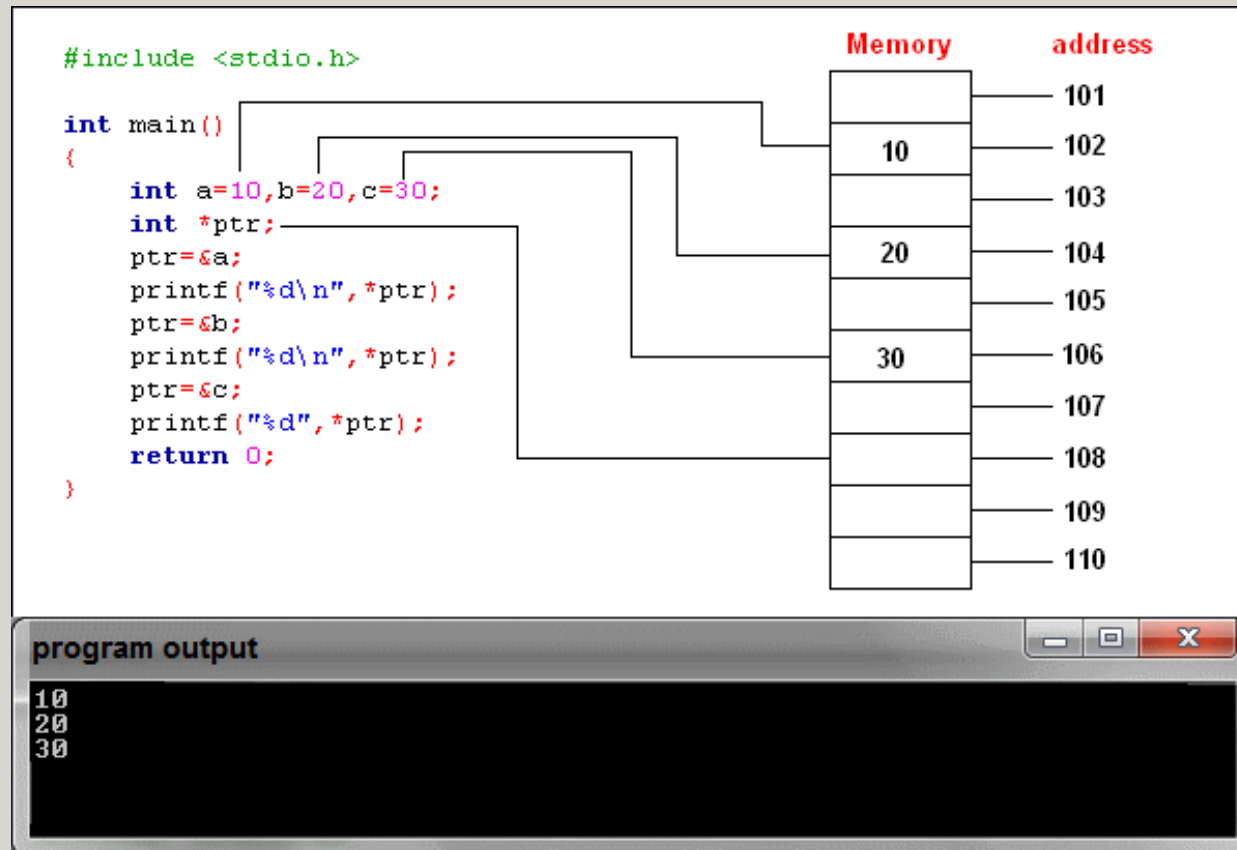 #include <stdio.h>
int main()
{
int a=10,b=20,c=30;
int *ptr;
ptr=&a;
printf("%d\n",*ptr);
ptr=&b;
printf("%d\n",*ptr);
ptr=&c;
printf("%d",*ptr);
return 0;
}
Memory address
101
10 102
103
20 104
105
30 106
107
108
109
110
program output
10
20
30